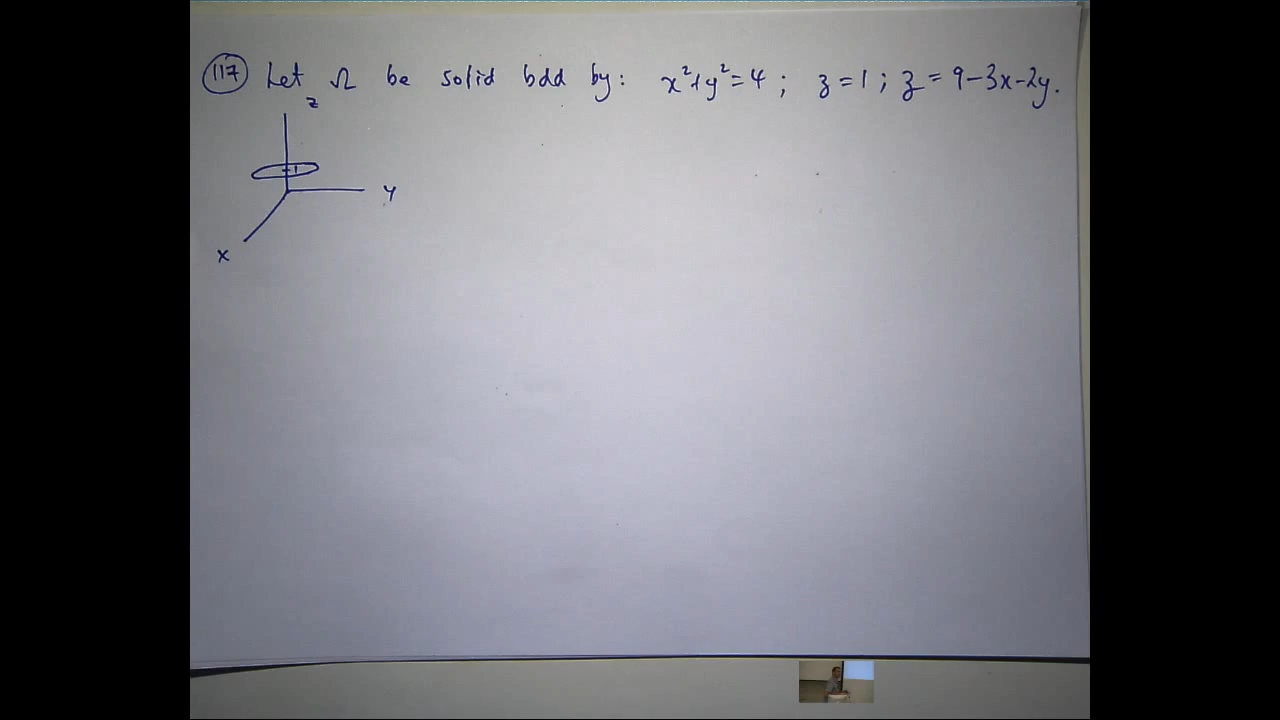 (117) Let Ω be solid bdd by: x²+y²=4 ; z=1 ; z = 9-3x-2y.
z
1
y
x